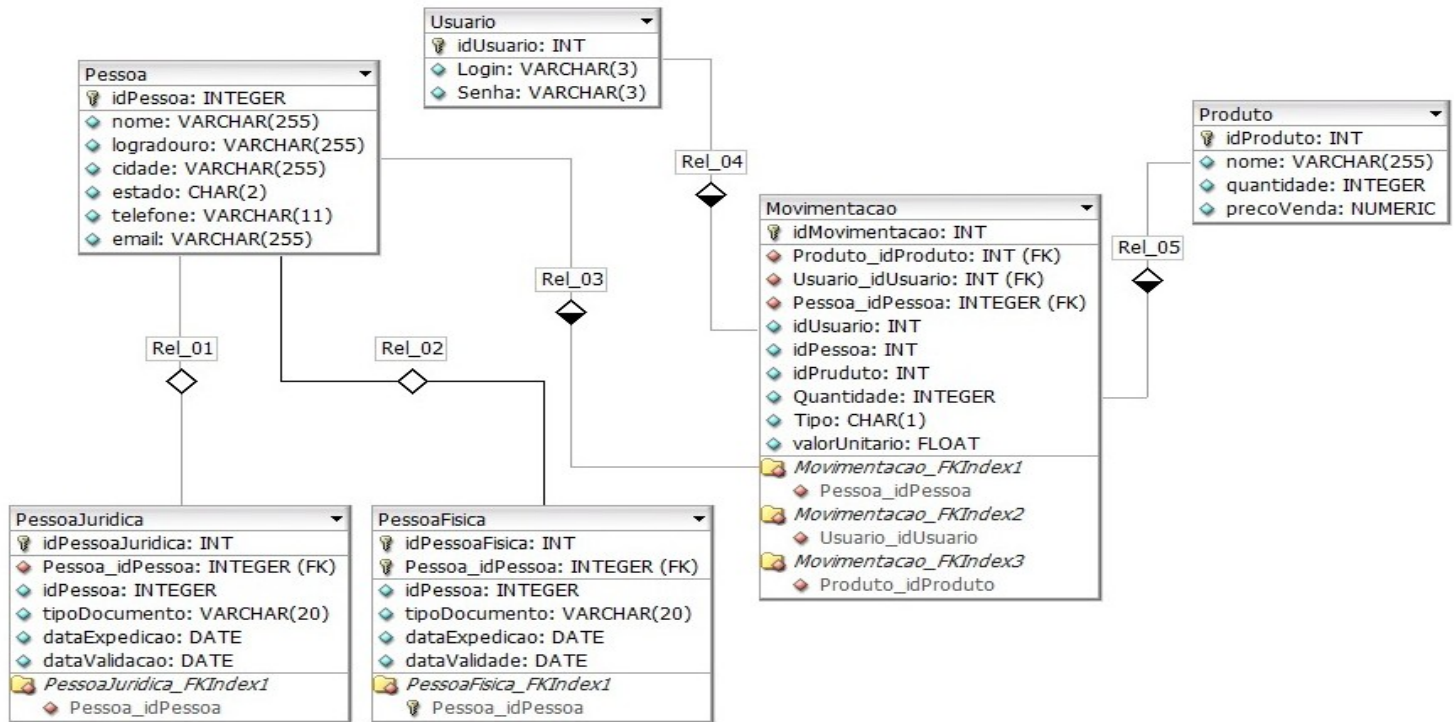 Usuario
idUsuario: INT
Login: VARCHAR(3)
Senha: VARCHAR(3)
Pessoa
idPessoa: INTEGER
nome: VARCHAR(255)
logradouro: VARCHAR(255)
cidade: VARCHAR(255)
estado: CHAR(2)
telefone: VARCHAR(11)
email: VARCHAR(255)
Produto
idProduto: INT
nome: VARCHAR(255)
quantidade: INTEGER
precoVenda: NUMERIC
Rel_04
Rel_05
Rel_03
Rel_01
Rel_02
Movimentacao
idMovimentacao: INT
Produto_idProduto: INT (FK)
Usuario_idUsuario: INT (FK)
Pessoa_idPessoa: INTEGER (FK)
idUsuario: INT
idPessoa: INT
idPruduto: INT
Quantidade: INTEGER
Tipo: CHAR(1)
valorUnitario: FLOAT
Movimentacao_FKIndex1
Pessoa_idPessoa
Movimentacao_FKIndex2
Usuario_idUsuario
Movimentacao_FKIndex3
Produto_idProduto
PessoaJuridica
idPessoaJuridica: INT
Pessoa_idPessoa: INTEGER (FK)
idPessoa: INTEGER
tipoDocumento: VARCHAR(20)
dataExpedicao: DATE
dataValidacao: DATE
PessoaJuridica_FKIndex1
Pessoa_idPessoa
PessoaFisica
idPessoaFisica: INT
Pessoa_idPessoa: INTEGER (FK)
idPessoa: INTEGER
tipoDocumento: VARCHAR(20)
dataExpedicao: DATE
dataValidade: DATE
PessoaFisica_FKIndex1
Pessoa_idPessoa